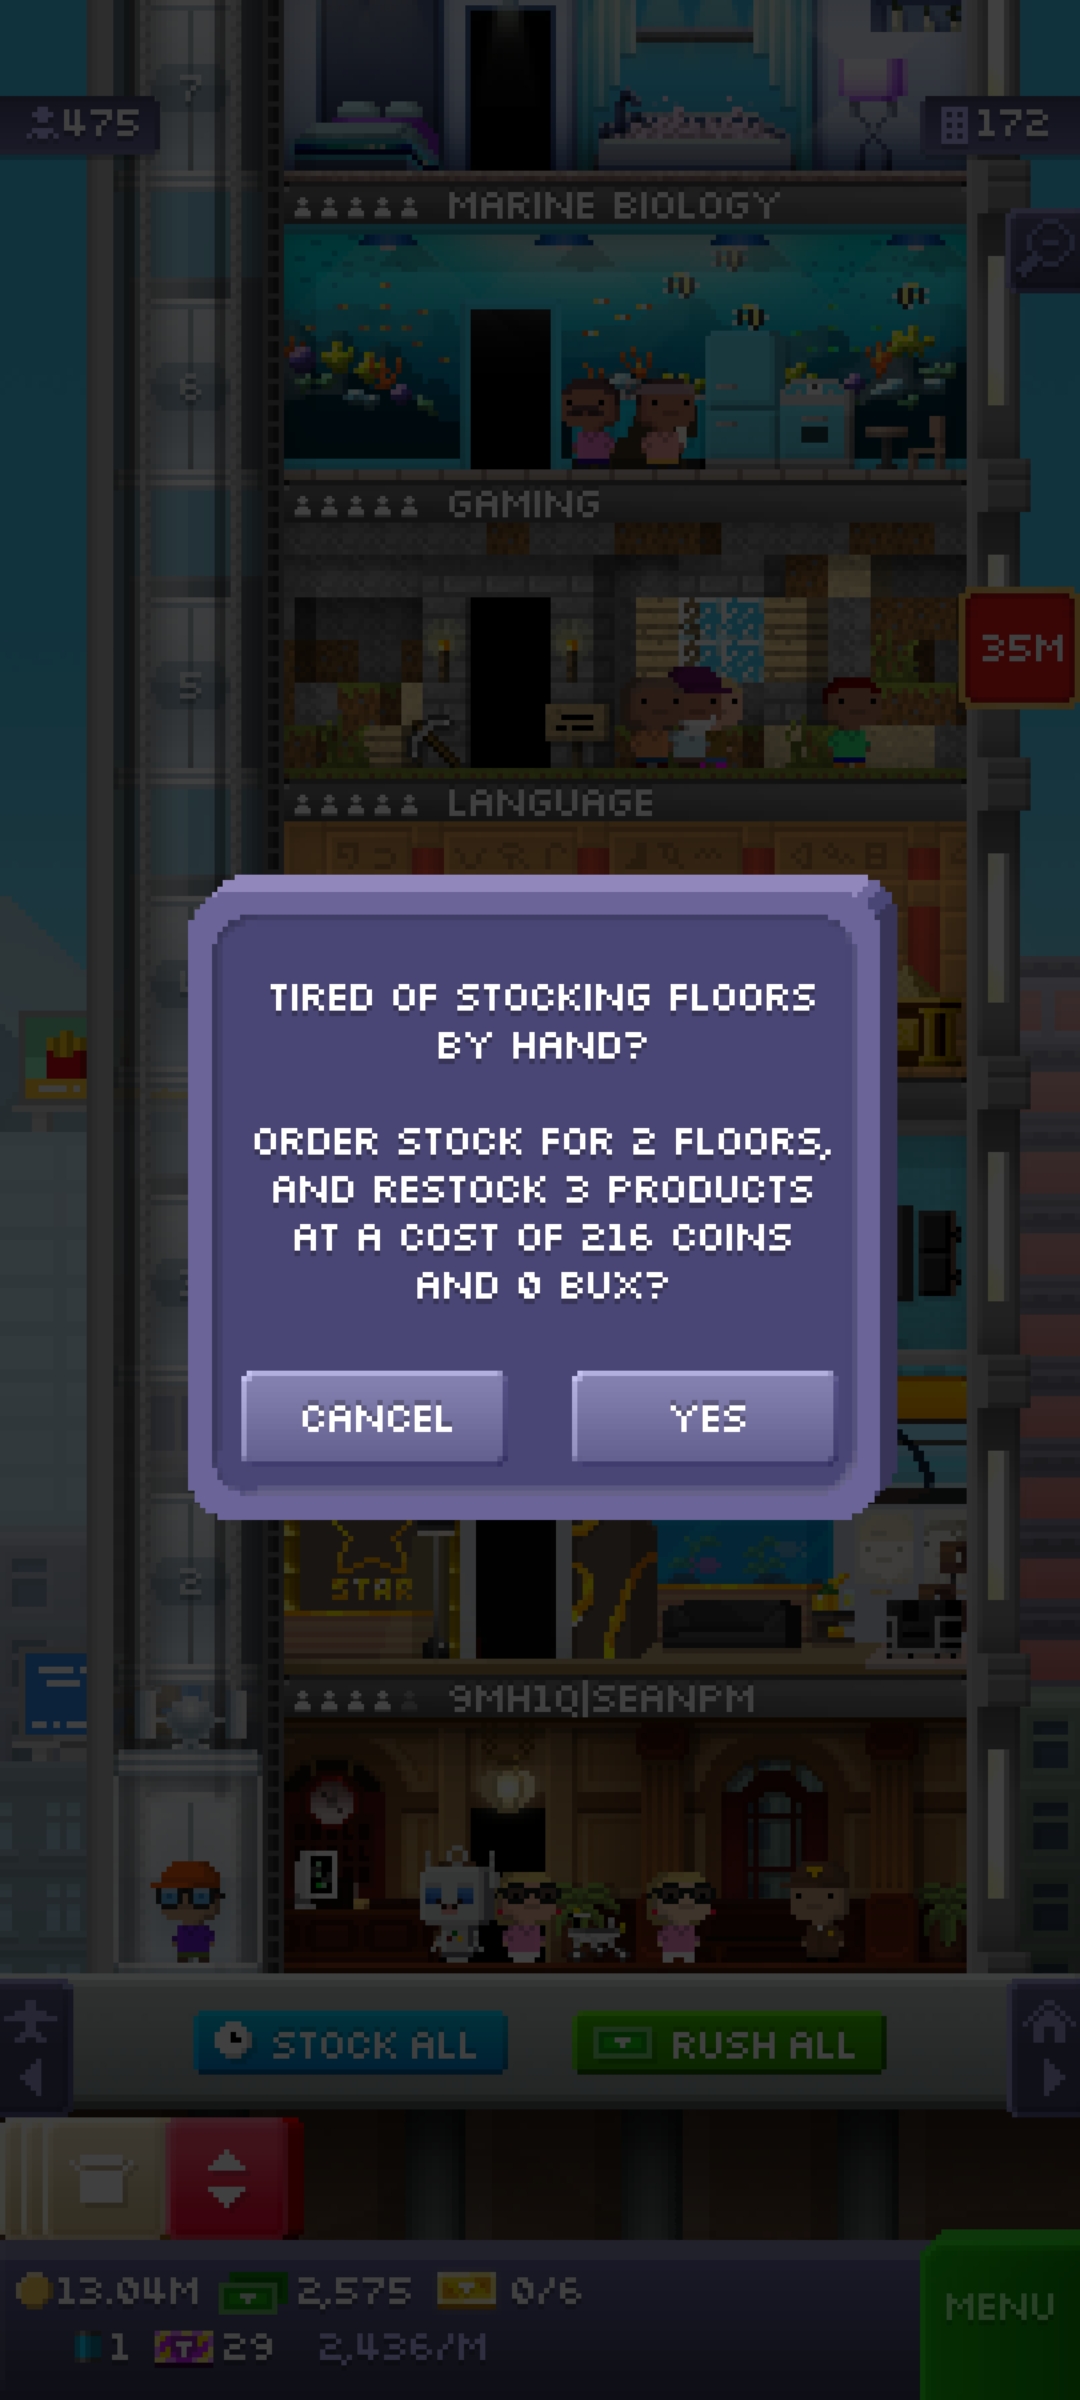 7
475
172
MARINE BIOLOGY
6
GAMING
35M
5
LANGUAGE
TIRED OF STOCKING FLOORS
BY HAND?
ORDER STOCK FOR 2 FLOORS,
AND RESTOCK 3 PRODUCTS
AT A COST OF 216 COINS
AND 0 BUX?
CANCEL
YES
2
STAR
9MH1Q|SEANPM
STOCK ALL
RUSH ALL
13.04M 2,575 0/6
MENU
1 29 2,436/M